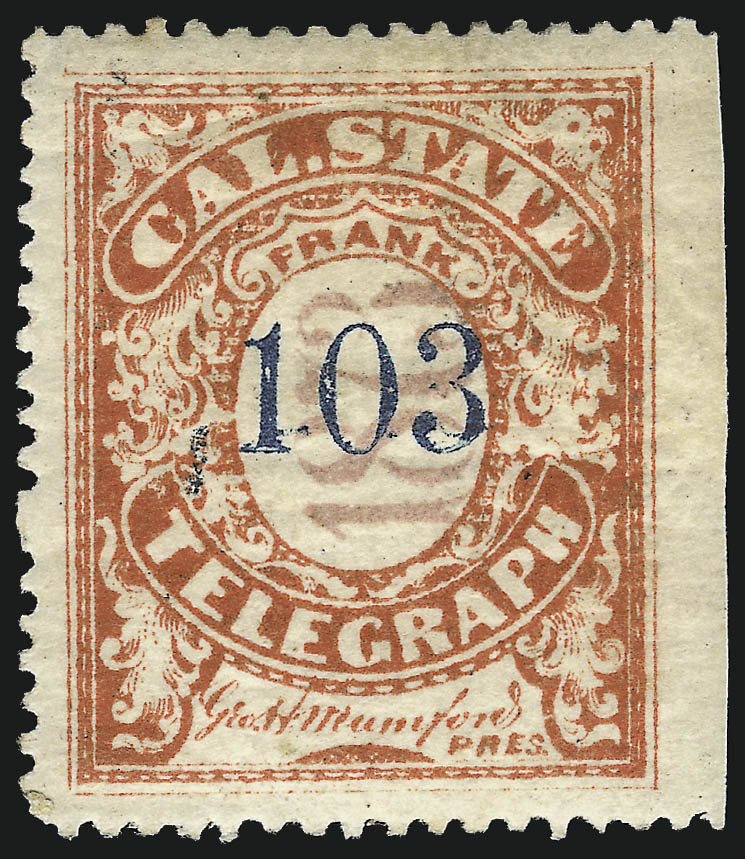 CAL. STATE
FRANK
103
TELEGRAPH
Geo H Mumford
PRES.